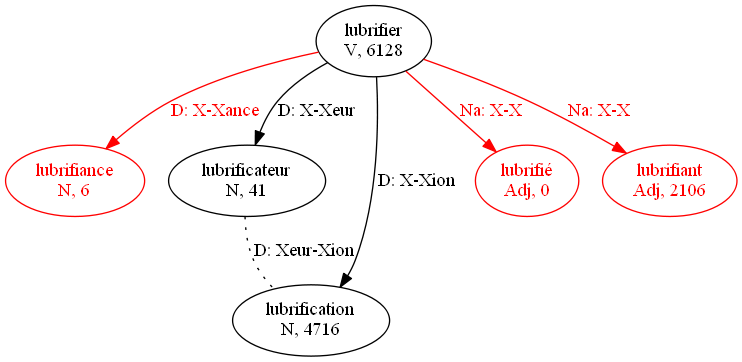 lubrifier
V, 6128
D: X-Xance
D: X-Xeur
Na: X-X
Na: X-X
lubrifiance
N, 6
lubrificateur
N, 41
D: X-Xion
lubrifié
Adj, 0
lubrifiant
Adj, 2106
D: Xeur-Xion
lubrification
N, 4716